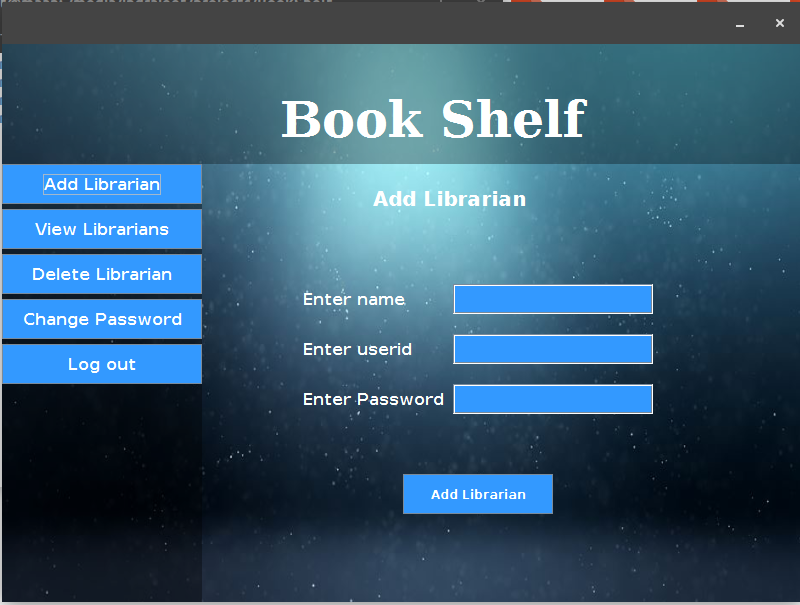 Book Shelf
Add Librarian
Add Librarian
View Librarians
Delete Librarian
Change Password
Log out
Enter name
Enter userid
Enter Password
Add Librarian